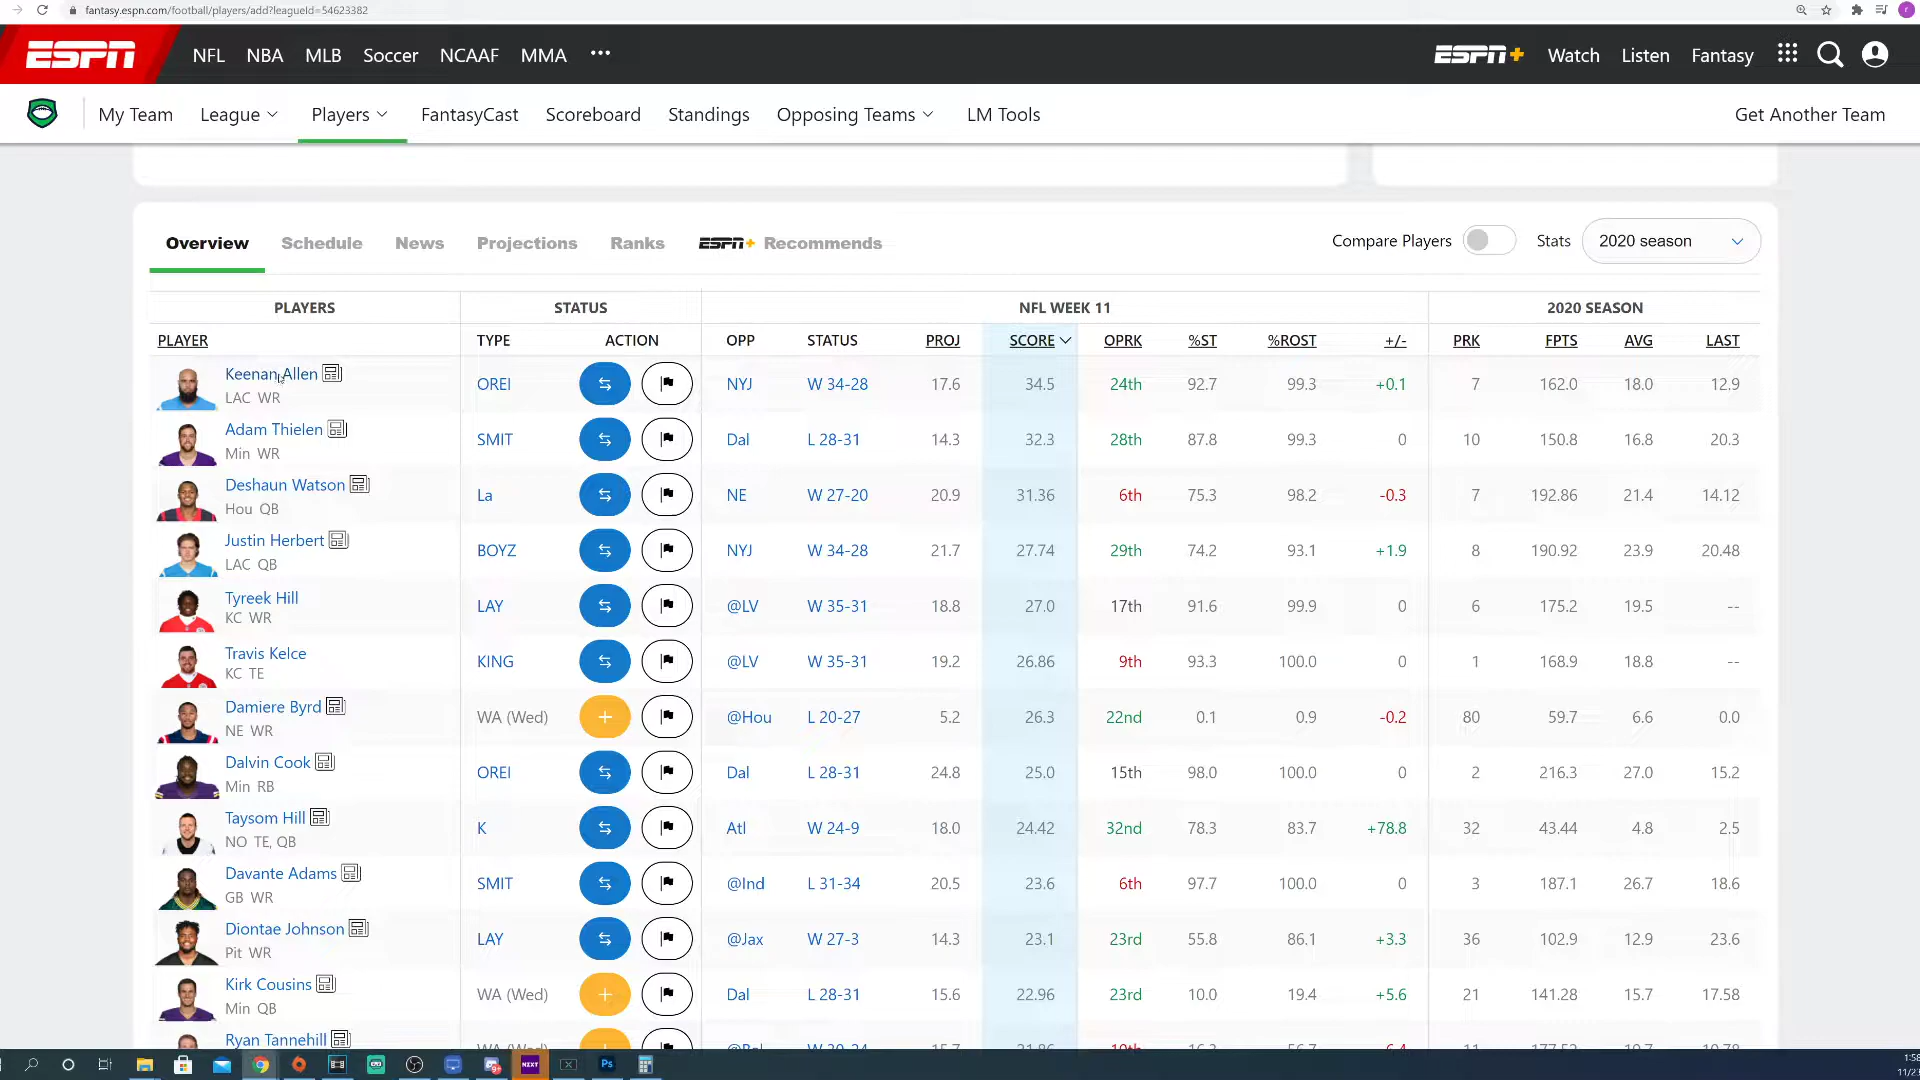 fantasy.espn.com/football/players/add?leagueId=54623382
ESPN NFL NBA MLB Soccer NCAAF MMA ••• ESPN+ Watch Listen Fantasy
My Team League Players FantasyCast Scoreboard Standings Opposing Teams LM Tools Get Another Team
Overview Schedule News Projections Ranks ESPN+ Recommends Compare Players Stats 2020 season
PLAYERS STATUS NFL WEEK 11 2020 SEASON
PLAYER TYPE ACTION OPP STATUS PROJ SCORE OPRK %ST %ROST +/- PRK FPTS AVG LAST
Keenan Allen
LAC WR
OREI NYJ W 34-28 17.6 34.5 24th 92.7 99.3 +0.1 7 162.0 18.0 12.9
Adam Thielen
Min WR
SMIT Dal L 28-31 14.3 32.3 28th 87.8 99.3 0 10 150.8 16.8 20.3
Deshaun Watson
Hou QB
La NE W 27-20 20.9 31.36 6th 75.3 98.2 -0.3 7 192.86 21.4 14.12
Justin Herbert
LAC QB
BOYZ NYJ W 34-28 21.7 27.74 29th 74.2 93.1 +1.9 8 190.92 23.9 20.48
Tyreek Hill
KC WR
LAY @LV W 35-31 18.8 27.0 17th 91.6 99.9 0 6 175.2 19.5 --
Travis Kelce
KC TE
KING @LV W 35-31 19.2 26.86 9th 93.3 100.0 0 1 168.9 18.8 --
Damiere Byrd
NE WR
WA (Wed) @Hou L 20-27 5.2 26.3 22nd 0.1 0.9 -0.2 80 59.7 6.6 0.0
Dalvin Cook
Min RB
OREI Dal L 28-31 24.8 25.0 15th 98.0 100.0 0 2 216.3 27.0 15.2
Taysom Hill
NO TE, QB
K Atl W 24-9 18.0 24.42 32nd 78.3 83.7 +78.8 32 43.44 4.8 2.5
Davante Adams
GB WR
SMIT @Ind L 31-34 20.5 23.6 6th 97.7 100.0 0 3 187.1 26.7 18.6
Diontae Johnson
Pit WR
LAY @Jax W 27-3 14.3 23.1 23rd 55.8 86.1 +3.3 36 102.9 12.9 23.6
Kirk Cousins
Min QB
WA (Wed) Dal L 28-31 15.6 22.96 23rd 10.0 19.4 +5.6 21 141.28 15.7 17.58
Ryan Tannehill
NEXT Ps
1:58
11/23